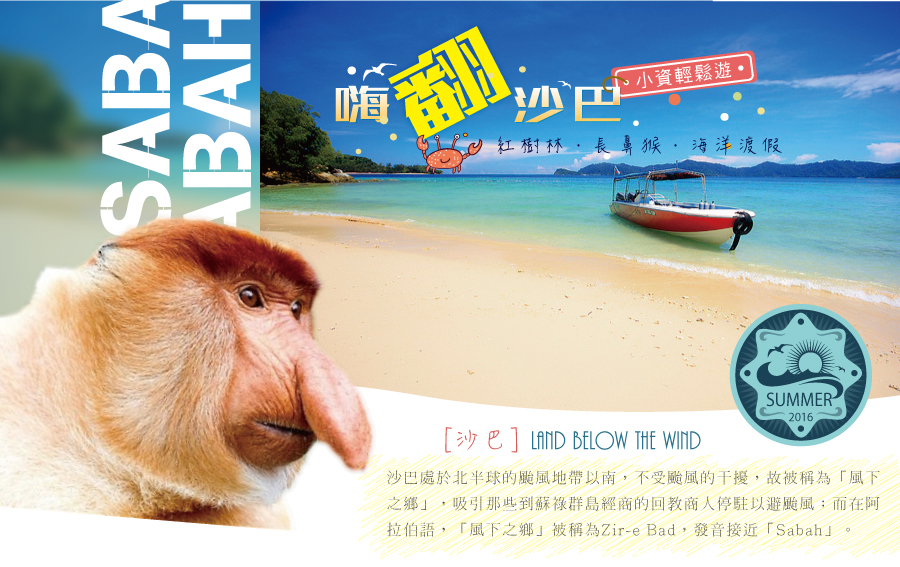 SABA
ABAH
嗨翻沙巴
小資輕鬆遊
紅樹林・長鼻猴・海洋渡假
SUMMER
2016
[沙巴] LAND BELOW THE WIND
沙巴處於北半球的颱風地帶以南，不受颱風的干擾，故被稱為「風下
之鄉」，吸引那些到蘇祿群島經商的回教商人停駐以避颱風；而在阿
拉伯語，「風下之鄉」被稱為Zir-e Bad，發音接近「Sabah」。